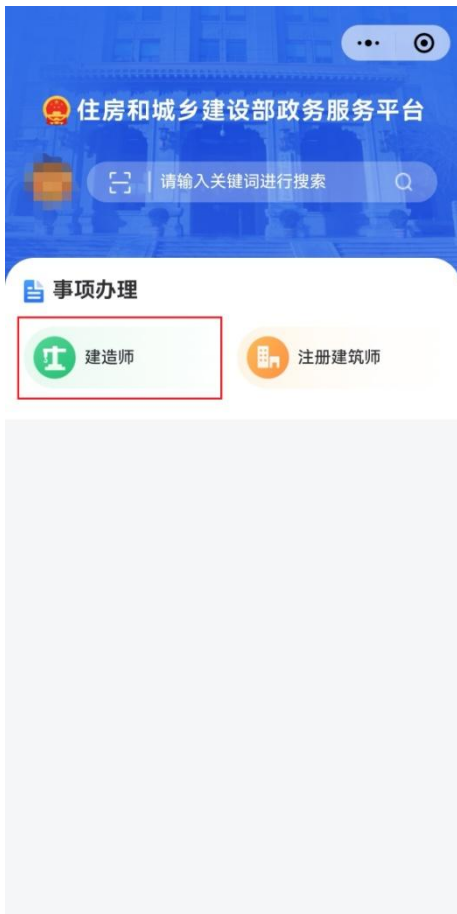 住房和城乡建设部政务服务平台
请输入关键词进行搜索
事项办理
建造师
注册建筑师